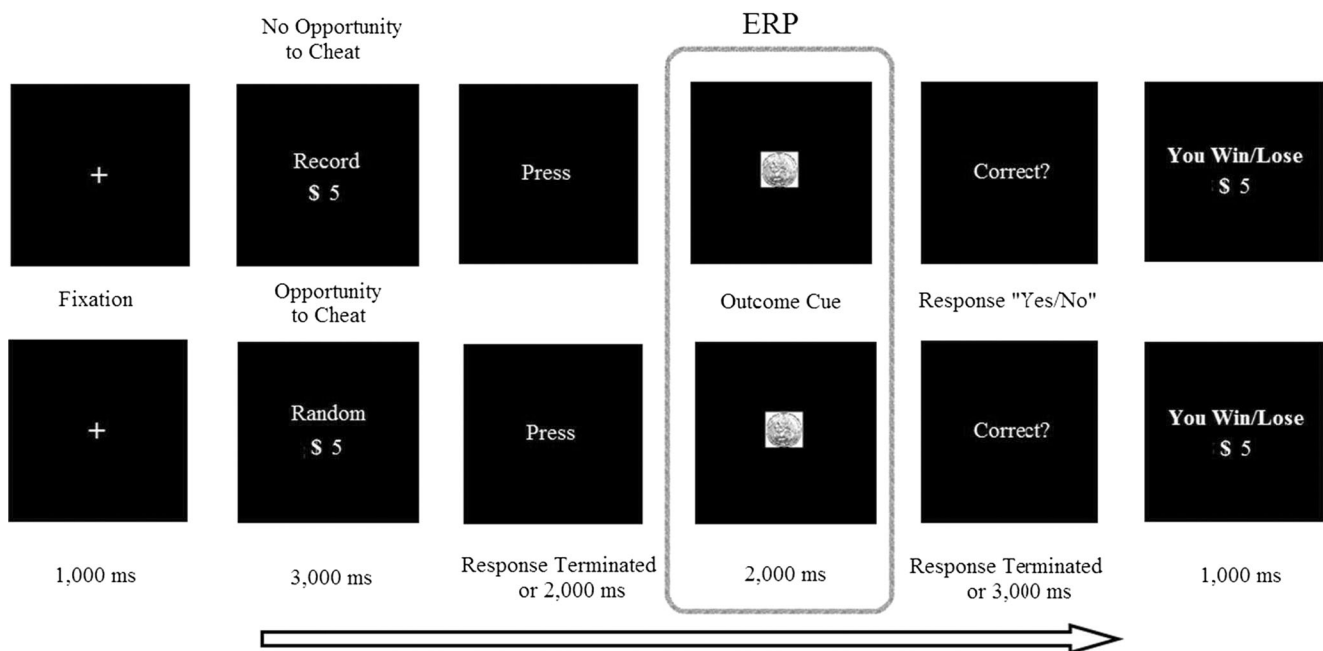 No Opportunity
to Cheat
ERP
+
Record
$ 5
Press
Correct?
You Win/Lose
$ 5
Fixation
Opportunity
to Cheat
Outcome Cue
Response "Yes/No"
+
Random
$ 5
Press
Correct?
You Win/Lose
$ 5
1,000 ms
3,000 ms
Response Terminated
or 2,000 ms
2,000 ms
Response Terminated
or 3,000 ms
1,000 ms